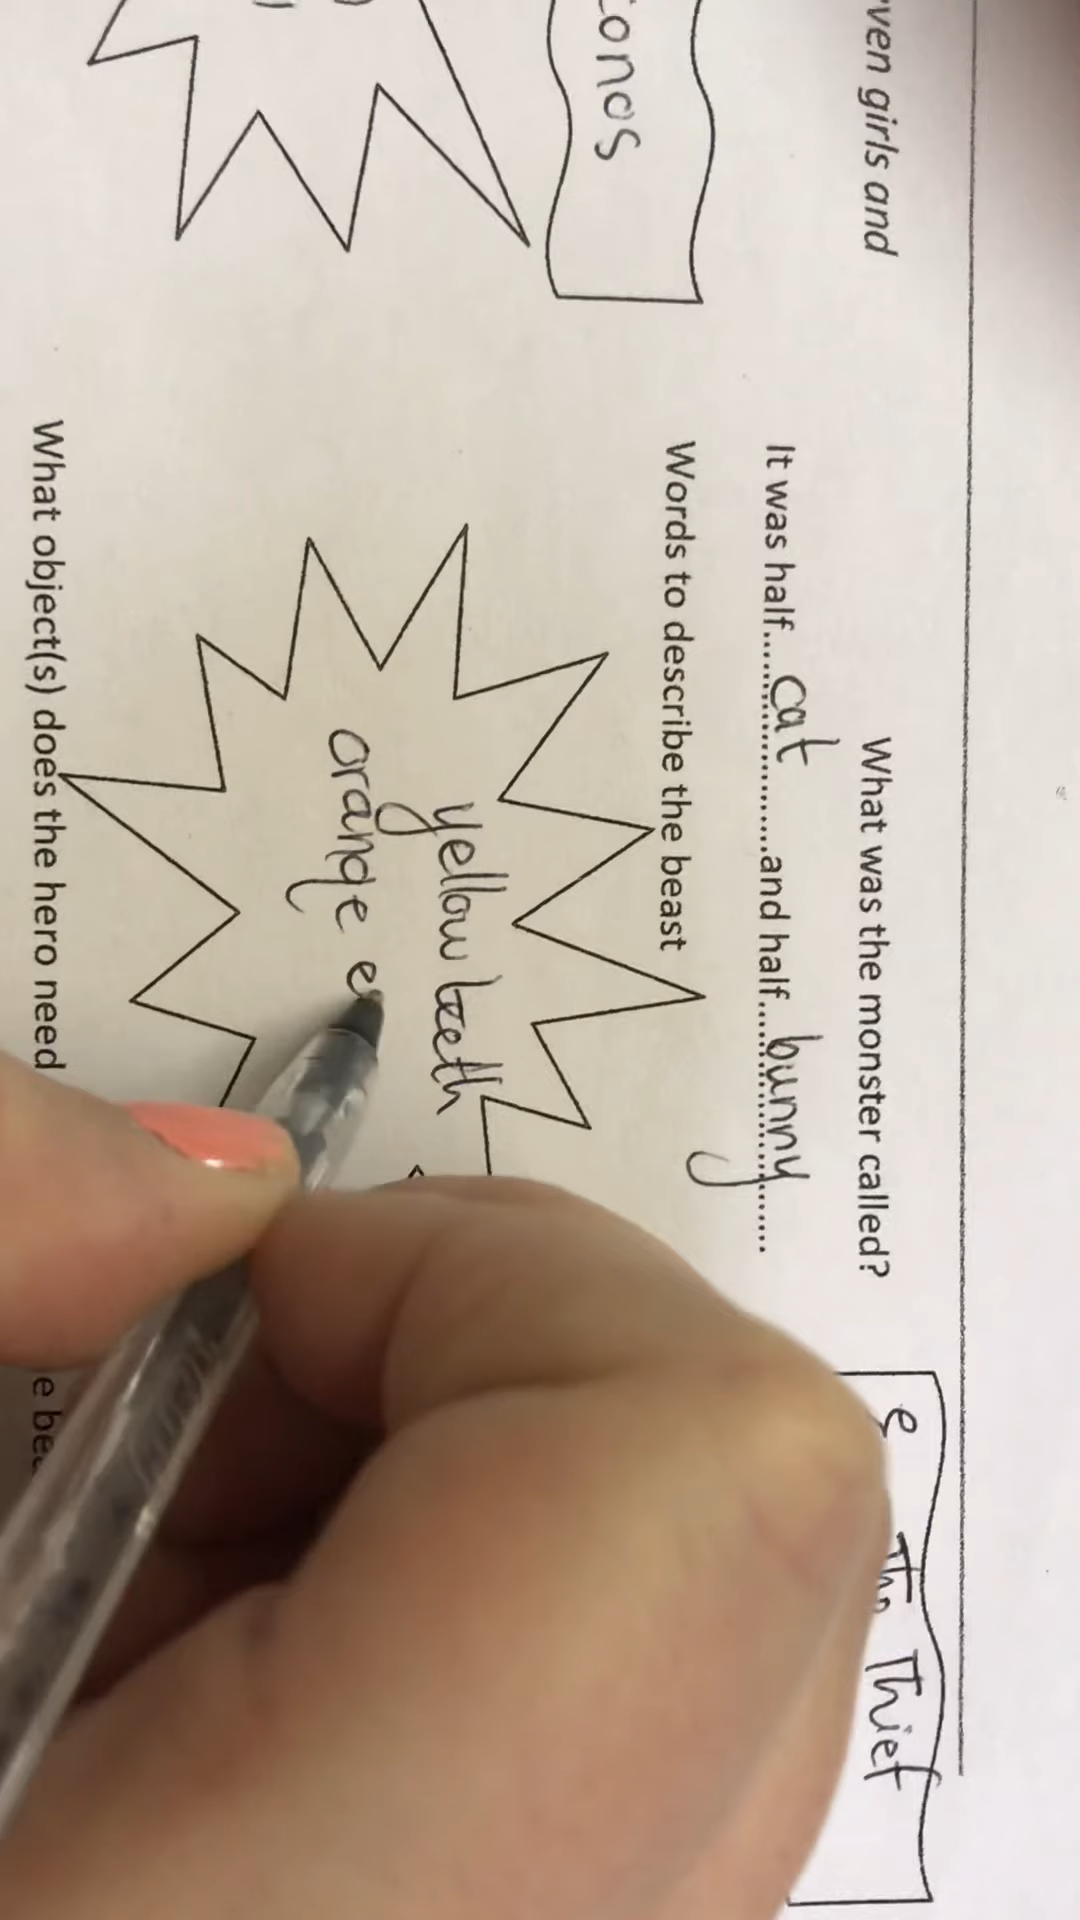 ven girls and
What was the monster called?
The Thief
It was half.....cat..........and half....bunny......
Words to describe the beast
yellow teeth
orange e
What object(s) does the hero need